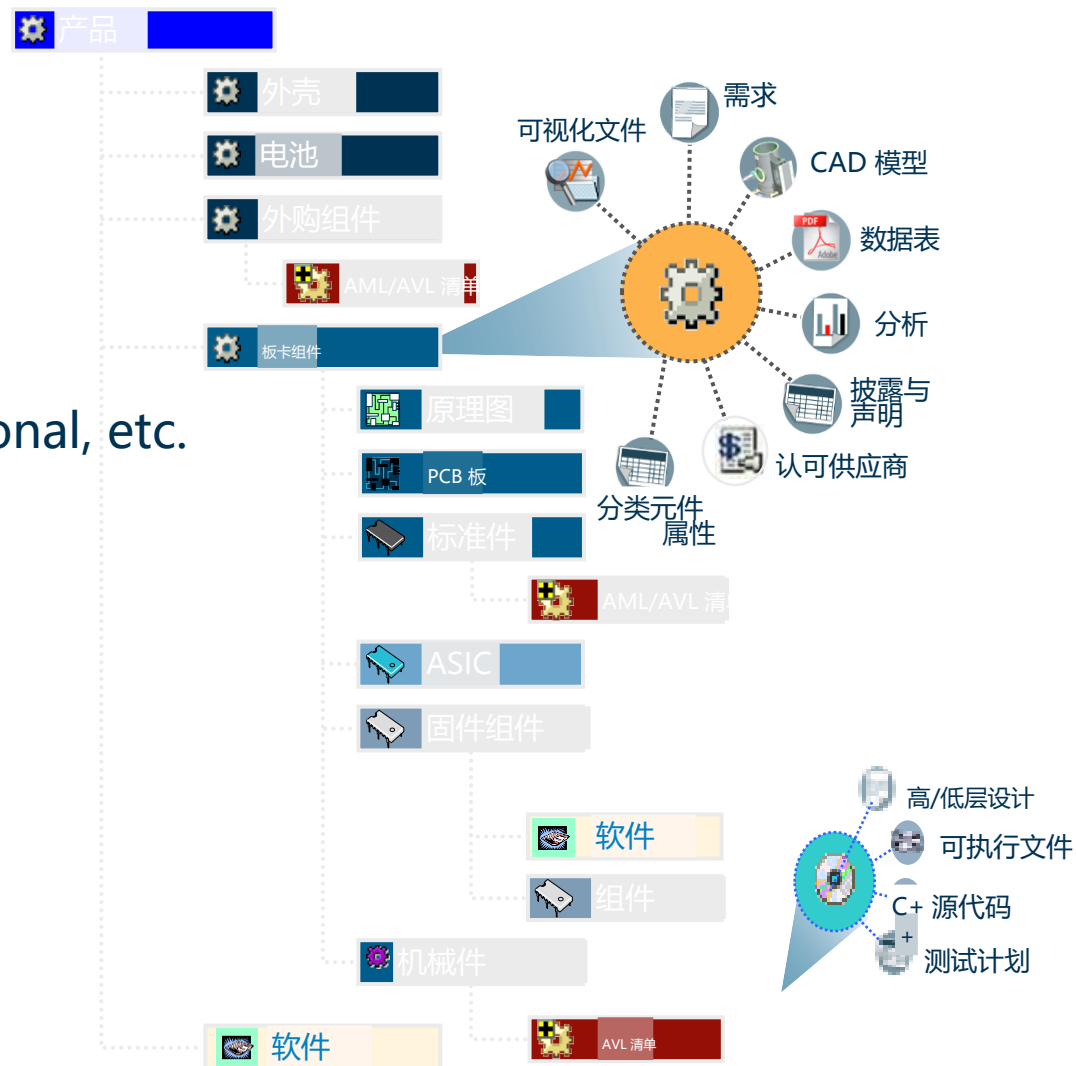 产品
外壳
电池
外购组件
AML/AVL 清单
板卡组件
onal, etc.
原理图
PCB 板
标准件
AML/AVL 清
ASIC
固件组件
软件
组件
机械件
AVL 清单
软件
需求
可视化文件
CAD 模型
PDF
Adobe
数据表
分析
披露与
声明
认可供应商
分类元件
属性
高/低层设计
可执行文件
C+ 源代码
+
测试计划